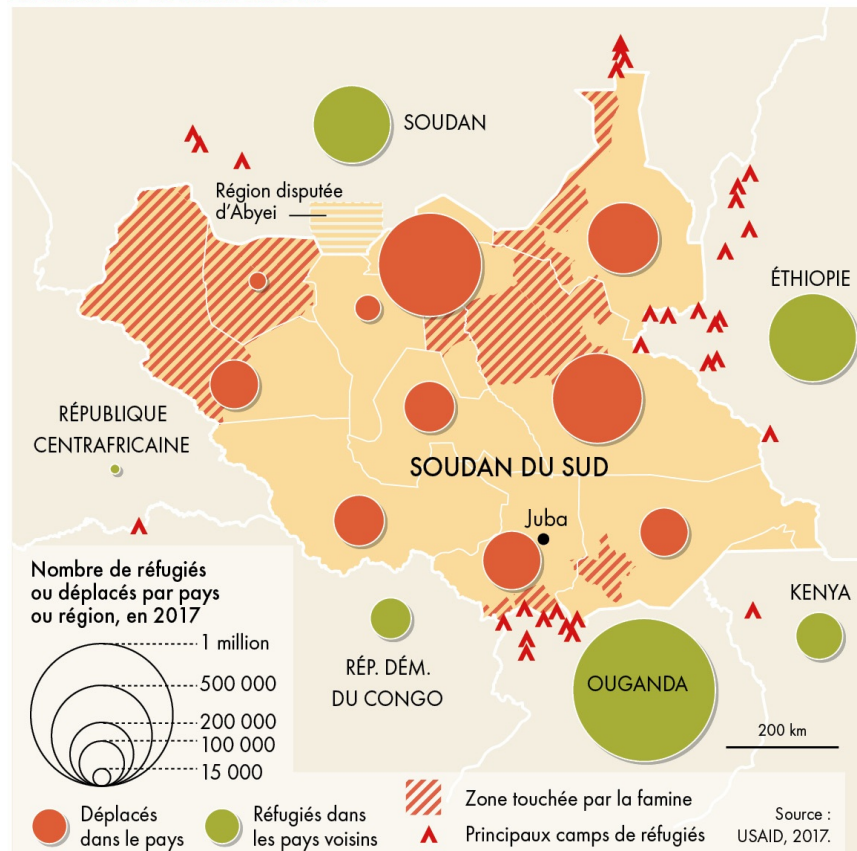 SOUDAN
Région disputée
d'Abyei
ÉTHIOPIE
RÉPUBLIQUE
CENTRAFRICAINE
SOUDAN DU SUD
Juba
KENYA
RÉP. DÉM.
DU CONGO
OUGANDA
200 km
Nombre de réfugiés
ou déplacés par pays
ou région, en 2017
1 million
500 000
200 000
100 000
15 000
Déplacés
dans le pays
Réfugiés dans
les pays voisins
Zone touchée par la famine
Principaux camps de réfugiés
Source :
USAID, 2017.